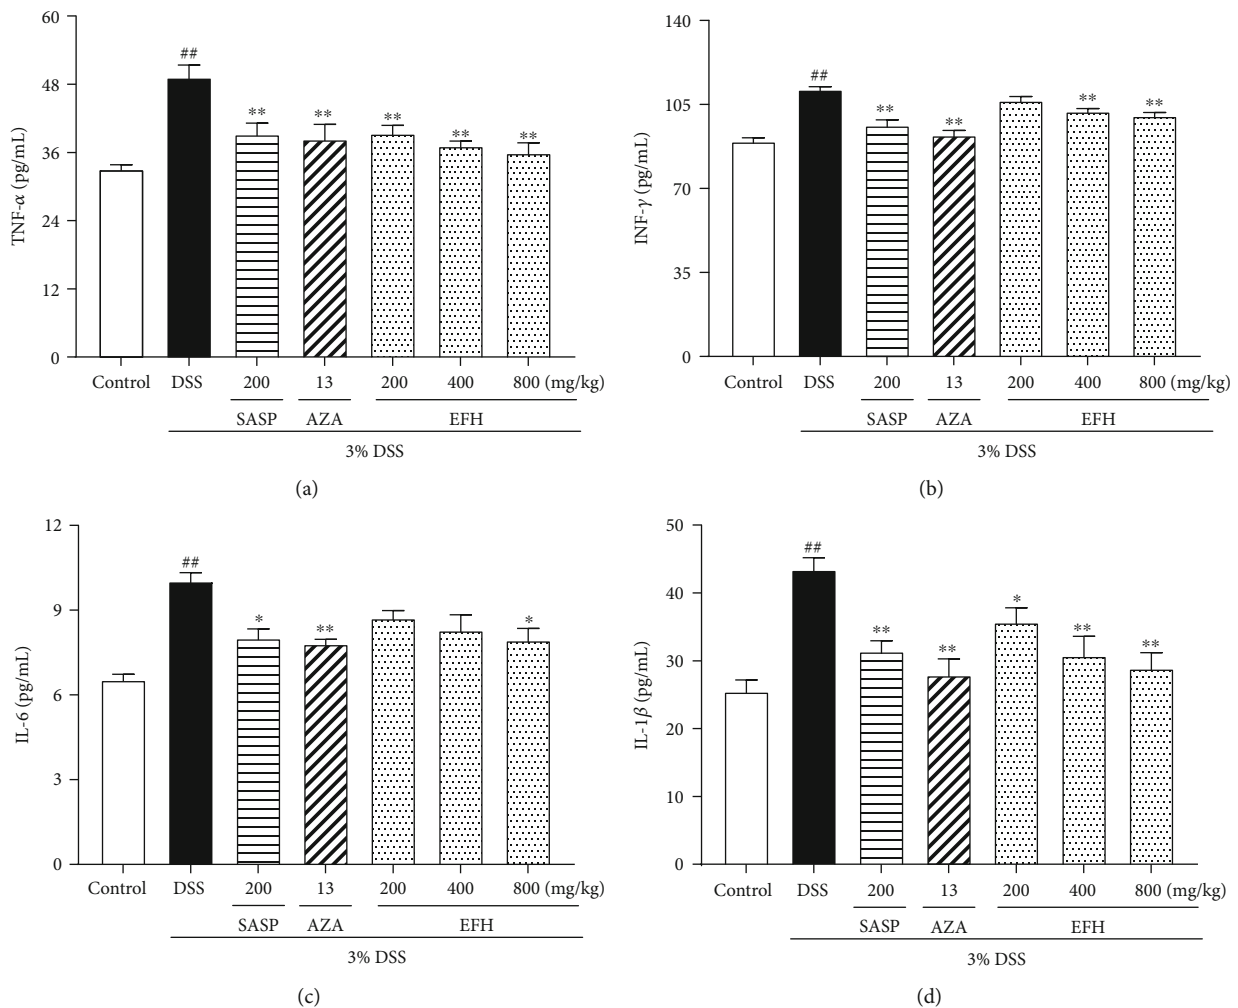 60
48
36
24
12
0
TNF-α (pg/mL)
##
**
**
**
**
**
Control DSS 200 13 200 400 800 (mg/kg)
SASP AZA EFH
3% DSS
(a)
140
105
70
35
0
INF-γ (pg/mL)
##
**
**
**
**
Control DSS 200 13 200 400 800 (mg/kg)
SASP AZA EFH
3% DSS
(b)
12
9
6
3
0
IL-6 (pg/mL)
##
*
**
*
Control DSS 200 13 200 400 800 (mg/kg)
SASP AZA EFH
3% DSS
(c)
50
40
30
20
10
0
IL-1β (pg/mL)
##
**
**
*
**
**
Control DSS 200 13 200 400 800 (mg/kg)
SASP AZA EFH
3% DSS
(d)